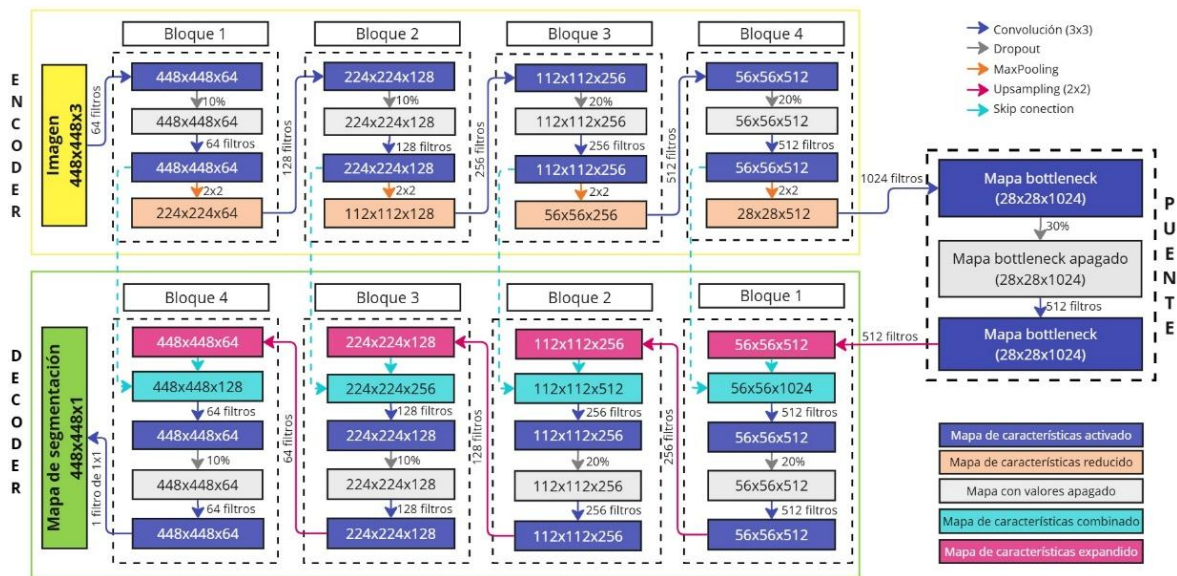 ENCODER
Imagen
448x448x3
64 filtros
Bloque 1
448x448x64
10%
448x448x64
64 filtros
448x448x64
2x2
224x224x64
128 filtros
Bloque 2
224x224x128
10%
224x224x128
128 filtros
224x224x128
2x2
112x112x128
256 filtros
Bloque 3
112x112x256
20%
112x112x256
256 filtros
112x112x256
2x2
56x56x256
512 filtros
Bloque 4
56x56x512
20%
56x56x512
512 filtros
56x56x512
2x2
28x28x512
1024 filtros
Convolución (3x3)
Dropout
MaxPooling
Upsampling (2x2)
Skip conection
PUENTE
Mapa bottleneck
(28x28x1024)
30%
Mapa bottleneck apagado
(28x28x1024)
512 filtros
Mapa bottleneck
(28x28x1024)
512 filtros
DECODER
Mapa de segmentación
448x448x1
1 filtro de 1x1
Bloque 4
448x448x64
448x448x128
64 filtros
448x448x64
10%
448x448x64
64 filtros
448x448x64
64 filtros
Bloque 3
224x224x128
224x224x256
128 filtros
224x224x128
10%
224x224x128
128 filtros
224x224x128
128 filtros
Bloque 2
112x112x256
112x112x512
256 filtros
112x112x256
20%
112x112x256
256 filtros
112x112x256
256 filtros
Bloque 1
56x56x512
56x56x1024
512 filtros
56x56x512
20%
56x56x512
512 filtros
56x56x512
Mapa de características activado
Mapa de características reducido
Mapa con valores apagado
Mapa de características combinado
Mapa de características expandido